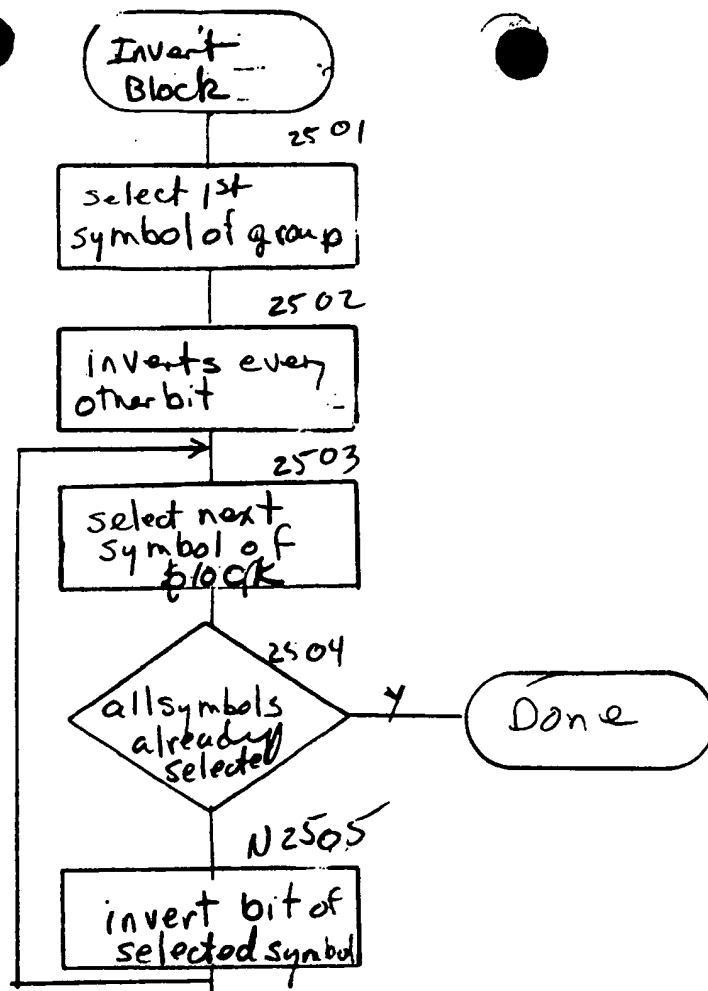 Invert
Block
2501
select 1st
symbol of group
2502
inverts every
other bit
2503
select next
symbol of
block
2504
all symbols
already
selected
Y
Done
N 2505
invert bit of
selected symbol